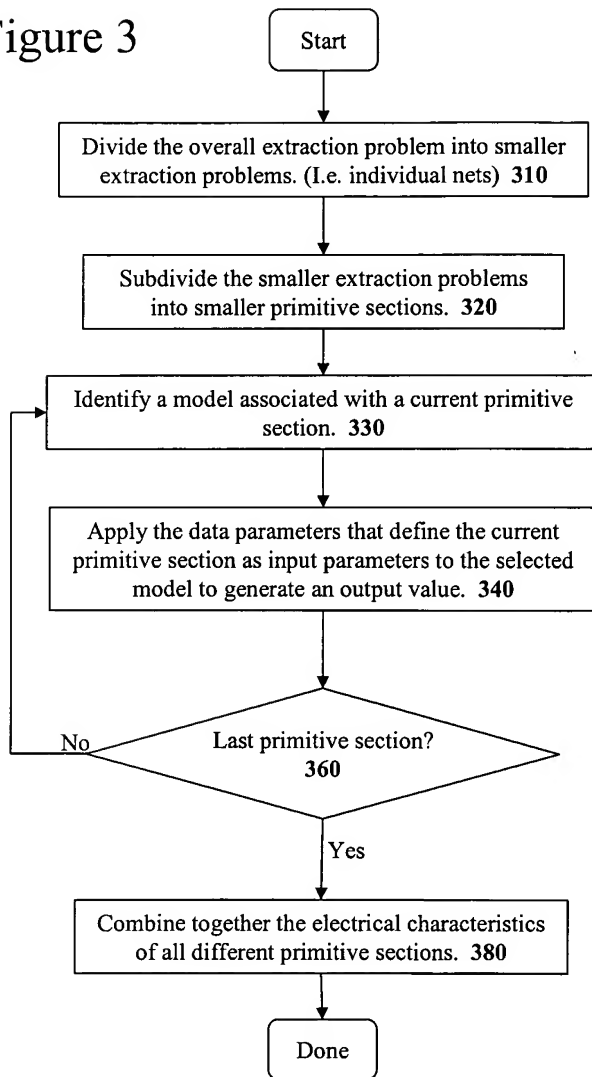 igure 3
Start
Divide the overall extraction problem into smaller
extraction problems. (I.e. individual nets) 310
Subdivide the smaller extraction problems
into smaller primitive sections. 320
Identify a model associated with a current primitive
section. 330
Apply the data parameters that define the current
primitive section as input parameters to the selected
model to generate an output value. 340
No
Last primitive section?
360
Yes
Combine together the electrical characteristics
of all different primitive sections. 380
Done